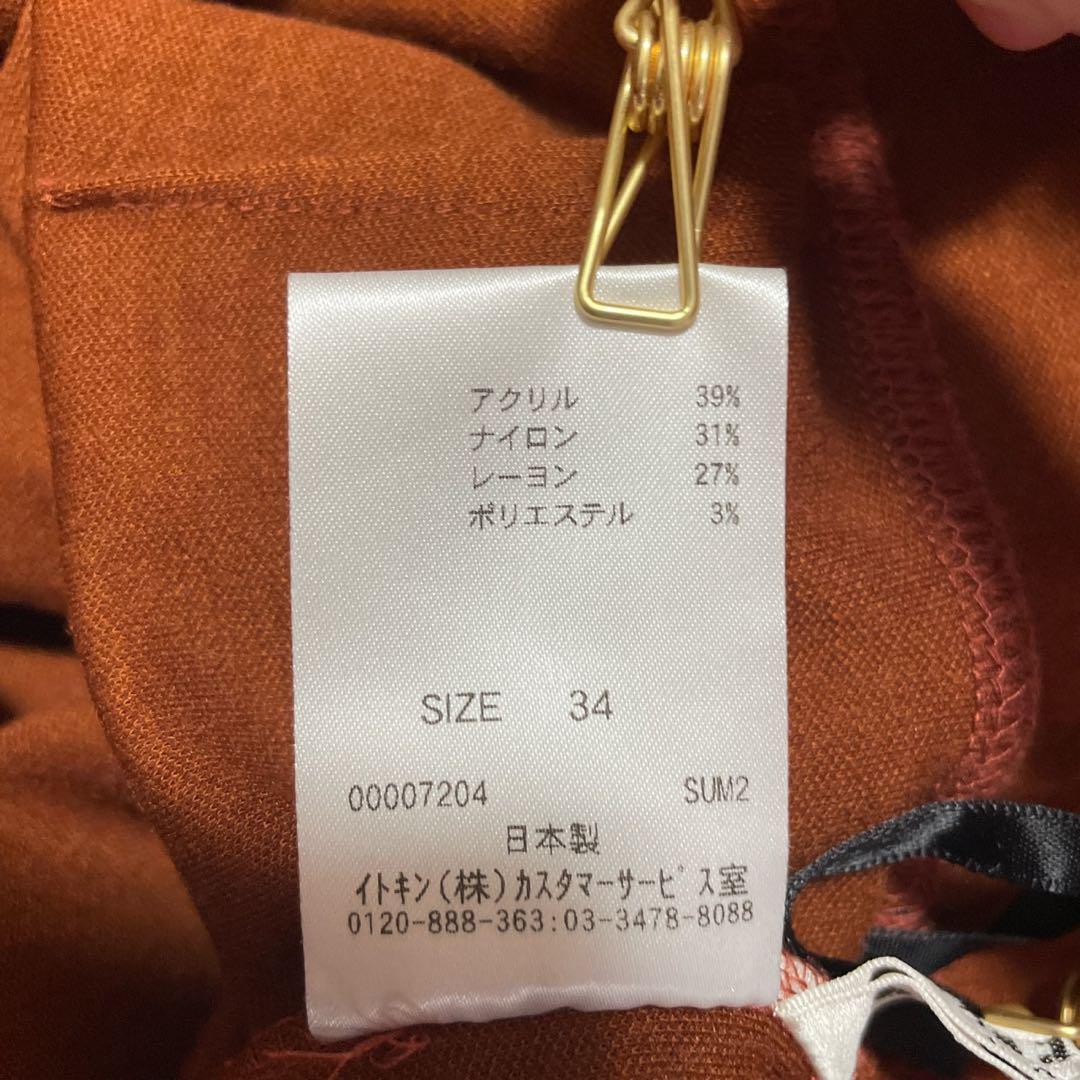 アクリル 39%
ナイロン 31%
レーヨン 27%
ポリエステル 3%
SIZE 34
00007204 SUM2
日本製
イトキン(株)カスタマーサービス室
0120-888-363:03-3478-8088